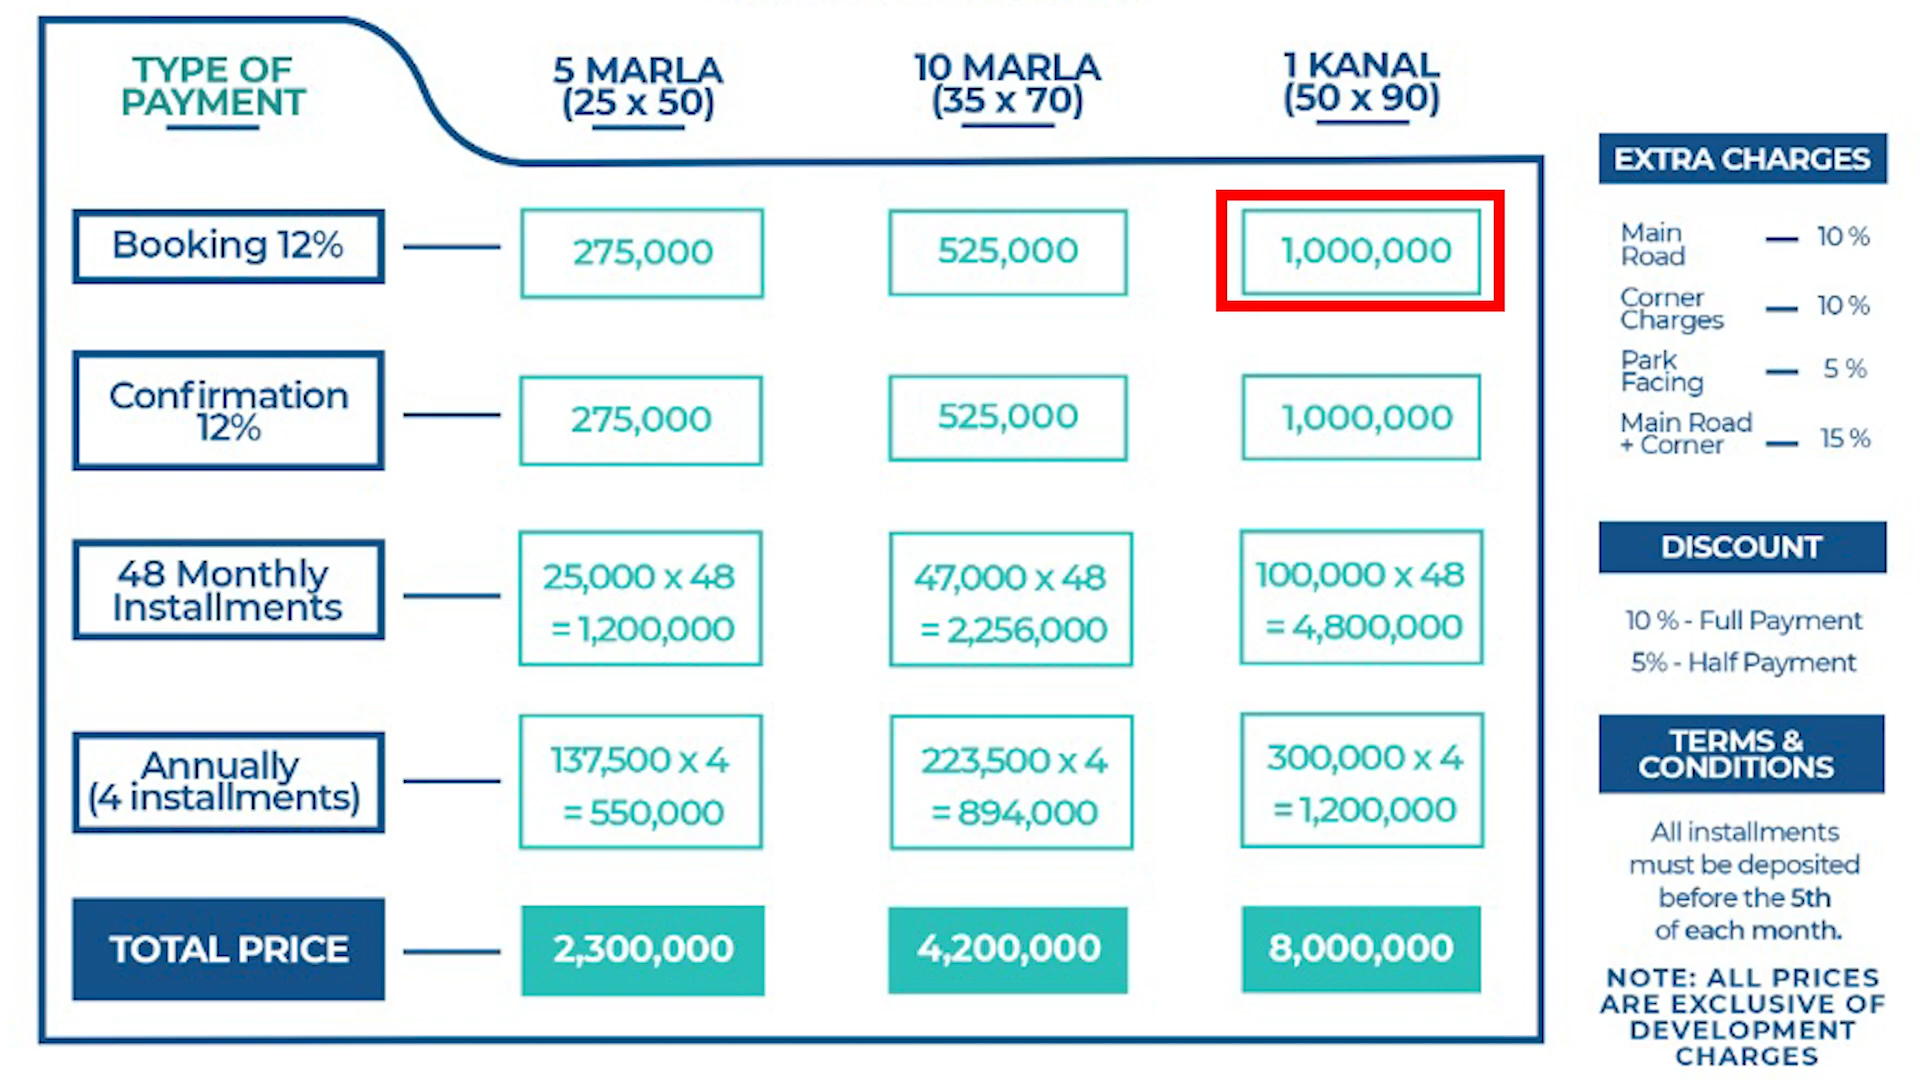 TYPE OF
PAYMENT
5 MARLA
(25 x 50)
10 MARLA
(35 x 70)
1 KANAL
(50 x 90)
Booking 12%
275,000
525,000
1,000,000
Confirmation
12%
275,000
525,000
1,000,000
48 Monthly
Installments
25,000 x 48
= 1,200,000
47,000 x 48
= 2,256,000
100,000 x 48
= 4,800,000
Annually
(4 installments)
137,500 x 4
= 550,000
223,500 x 4
= 894,000
300,000 x 4
= 1,200,000
TOTAL PRICE
2,300,000
4,200,000
8,000,000
EXTRA CHARGES
Main
Road
— 10 %
Corner
Charges
— 10 %
Park
Facing
— 5 %
Main Road
+ Corner
— 15 %
DISCOUNT
10 % - Full Payment
5% - Half Payment
TERMS &
CONDITIONS
All installments
must be deposited
before the 5th
of each month.
NOTE: ALL PRICES
ARE EXCLUSIVE OF
DEVELOPMENT
CHARGES